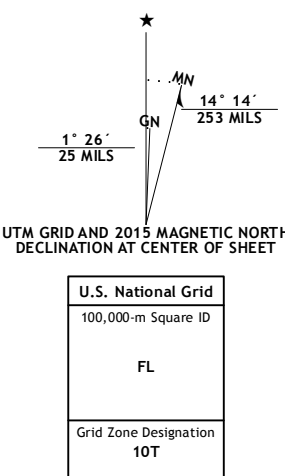 ★
MN
GN
14° 14´
253 MILS
1° 26´
25 MILS
UTM GRID AND 2015 MAGNETIC NORTH
DECLINATION AT CENTER OF SHEET
U.S. National Grid
100,000-m Square ID
FL
Grid Zone Designation
10T